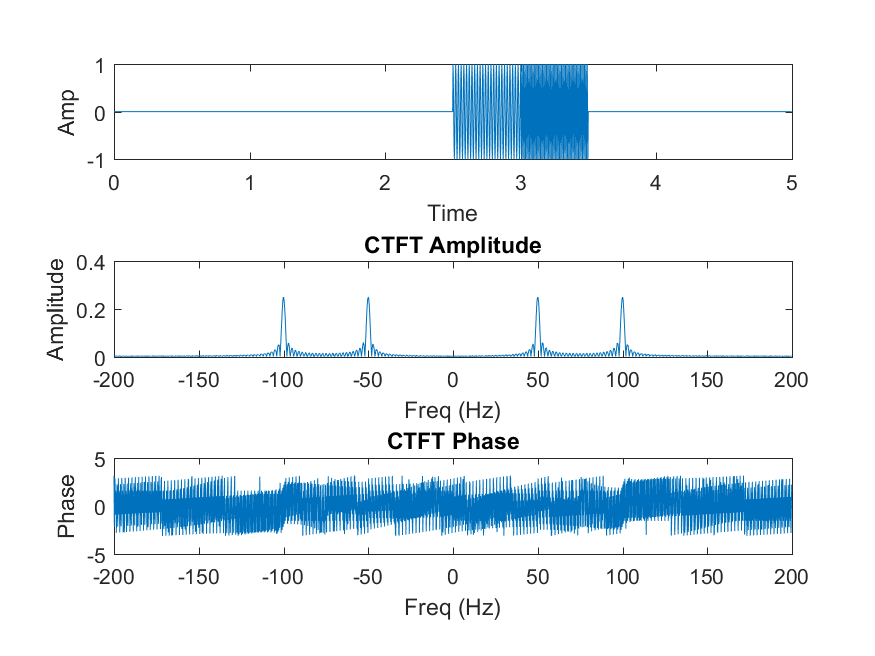 1
0
-1
Amp
0 1 2 3 4 5
Time
CTFT Amplitude
0.4
0.2
0
Amplitude
-200 -150 -100 -50 0 50 100 150 200
Freq (Hz)
CTFT Phase
5
0
-5
Phase
-200 -150 -100 -50 0 50 100 150 200
Freq (Hz)